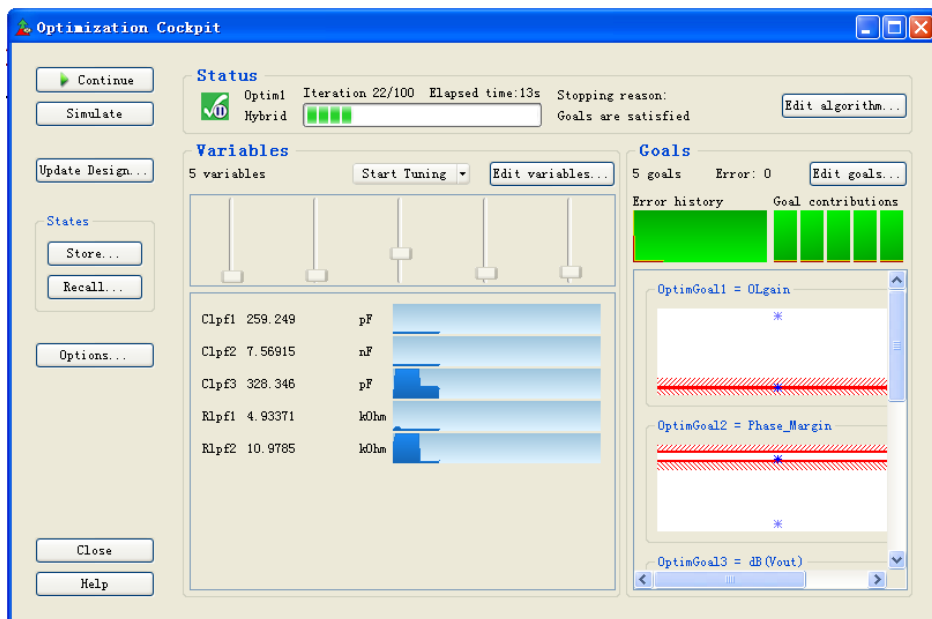 Optimization Cockpit
Continue
Simulate
Update Design...
States
Store...
Recall...
Options...
Close
Help
Status
Optim1 Iteration 22/100 Elapsed time:13s Stopping reason:
Hybrid Goals are satisfied
Edit algorithm...
Variables
5 variables Start Tuning Edit variables...
Clpf1 259.249 pF
Clpf2 7.56915 nF
Clpf3 328.346 pF
Rlpf1 4.93371 kOhm
Rlpf2 10.9785 kOhm
Goals
5 goals Error: 0 Edit goals...
Error history Goal contributions
OptimGoal1 = OLgain
OptimGoal2 = Phase_Margin
OptimGoal3 = dB(Vout)